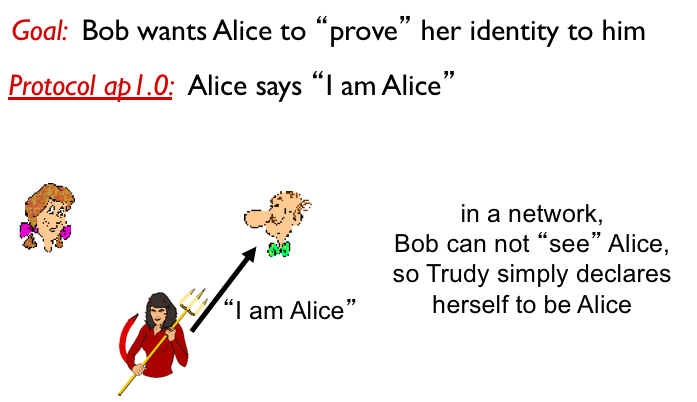 Goal: Bob wants Alice to “prove” her identity to him
Protocol ap1.0: Alice says “I am Alice”
in a network,
Bob can not “see” Alice,
so Trudy simply declares
herself to be Alice
“I am Alice”